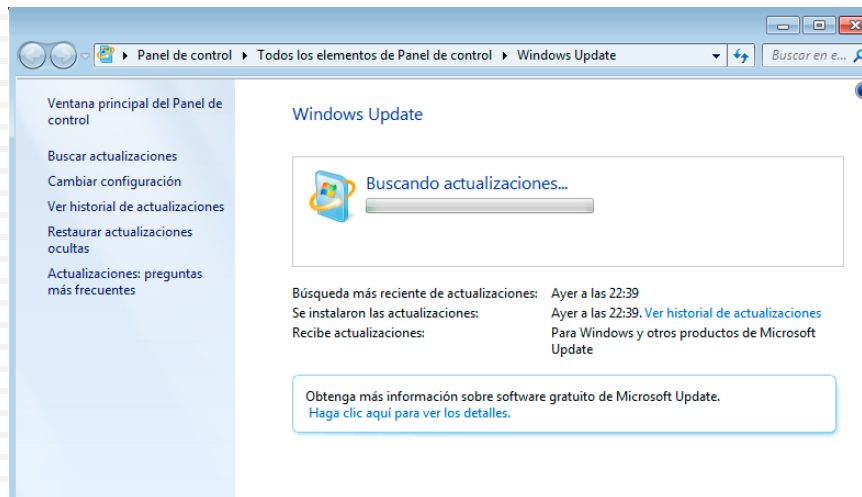 Panel de control ▸ Todos los elementos de Panel de control ▸ Windows Update
Buscar en e...
Ventana principal del Panel de
control
Buscar actualizaciones
Cambiar configuración
Ver historial de actualizaciones
Restaurar actualizaciones
ocultas
Actualizaciones: preguntas
más frecuentes
Windows Update
Buscando actualizaciones...
Búsqueda más reciente de actualizaciones: Ayer a las 22:39
Se instalaron las actualizaciones: Ayer a las 22:39. Ver historial de actualizaciones
Recibe actualizaciones: Para Windows y otros productos de Microsoft
Update
Obtenga más información sobre software gratuito de Microsoft Update.
Haga clic aquí para ver los detalles.